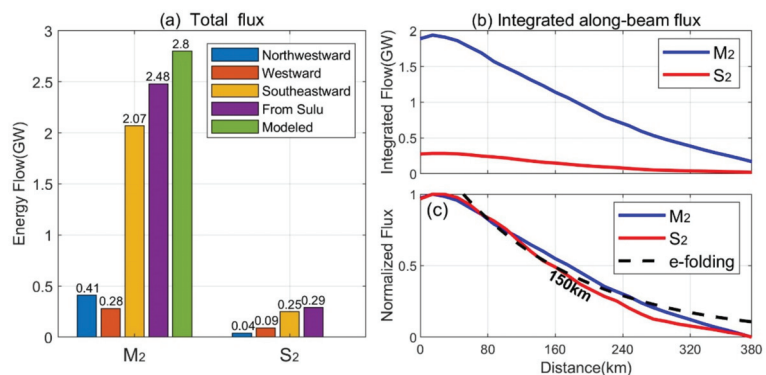 (a) Total flux
3
2.5
2
1.5
1
0.5
0
Energy Flow(GW)
0.41
0.28
2.07
2.48
2.8
0.04
0.09
0.25
0.29
M2
S2
Northwestward
Westward
Southeastward
From Sulu
Modeled
(b) Integrated along-beam flux
2
1.5
1
0.5
0
Integrated Flow(GW)
M2
S2
(c)
1
0.5
0
Normalized Flux
M2
S2
e-folding
150km
0
80
160
240
320
380
Distance(km)